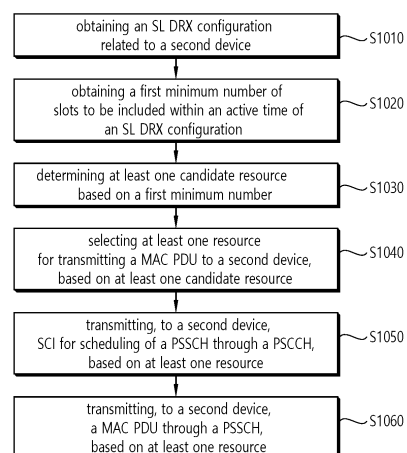 obtaining an SL DRX configuration
related to a second device
S1010
obtaining a first minimum number of
slots to be included within an active time of
an SL DRX configuration
S1020
determining at least one candidate resource
based on a first minimum number
S1030
selecting at least one resource
for transmitting a MAC PDU to a second device,
based on at least one candidate resource
S1040
transmitting, to a second device,
SCI for scheduling of a PSSCH through a PSCCH,
based on at least one resource
S1050
transmitting, to a second device,
a MAC PDU through a PSSCH,
based on at least one resource
S1060